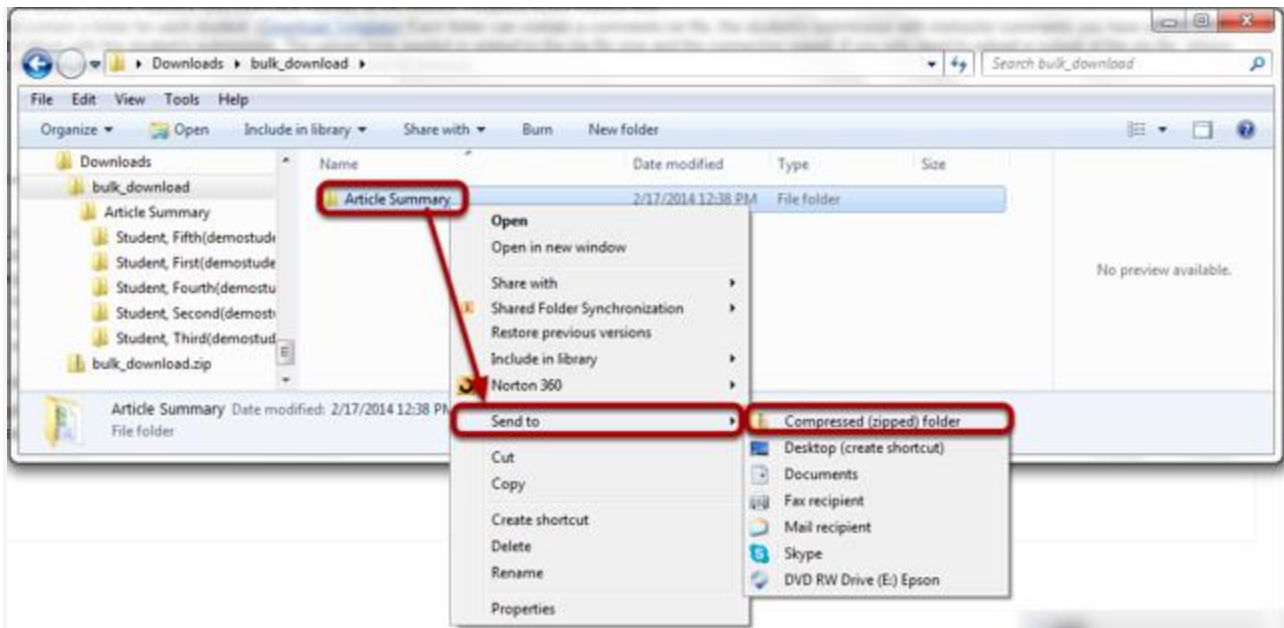 Downloads bulk_download Search bulk_download
File Edit View Tools Help
Organize Open Include in library Share with Burn New folder
Downloads
bulk_download
Article Summary
Student, Fifth(demostude
Student, First(demostude
Student, Fourth(demostu
Student, Second(demost
Student, Third(demostud
bulk_download.zip
Name Date modified Type Size
Article Summary 2/17/2014 12:38 PM File folder
No preview available.
Article Summary Date modified: 2/17/2014 12:38 PM
File folder
Open
Open in new window
Share with
Shared Folder Synchronization
Restore previous versions
Include in library
Norton 360
Send to
Cut
Copy
Create shortcut
Delete
Rename
Properties
Compressed (zipped) folder
Desktop (create shortcut)
Documents
Fax recipient
Mail recipient
Skype
DVD RW Drive (E:) Epson